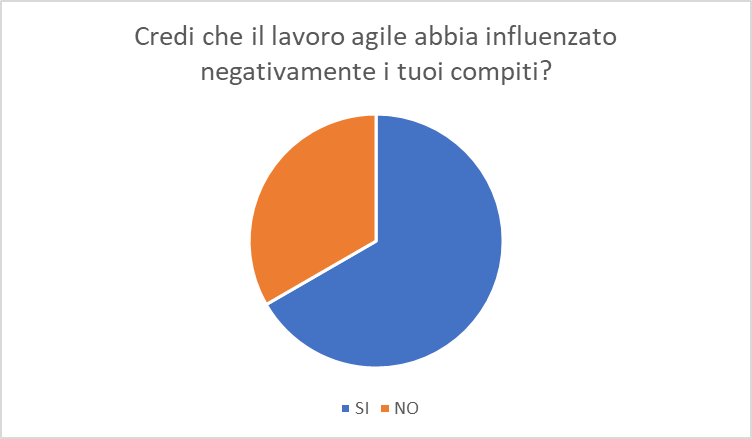 Credi che il lavoro agile abbia influenzato
negativamente i tuoi compiti?
SI NO